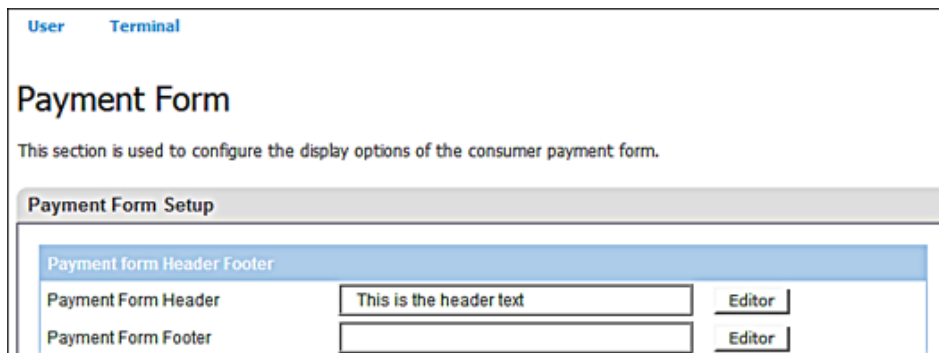 User Terminal
Payment Form
This section is used to configure the display options of the consumer payment form.
Payment Form Setup
Payment form Header Footer
Payment Form Header This is the header text Editor
Payment Form Footer Editor